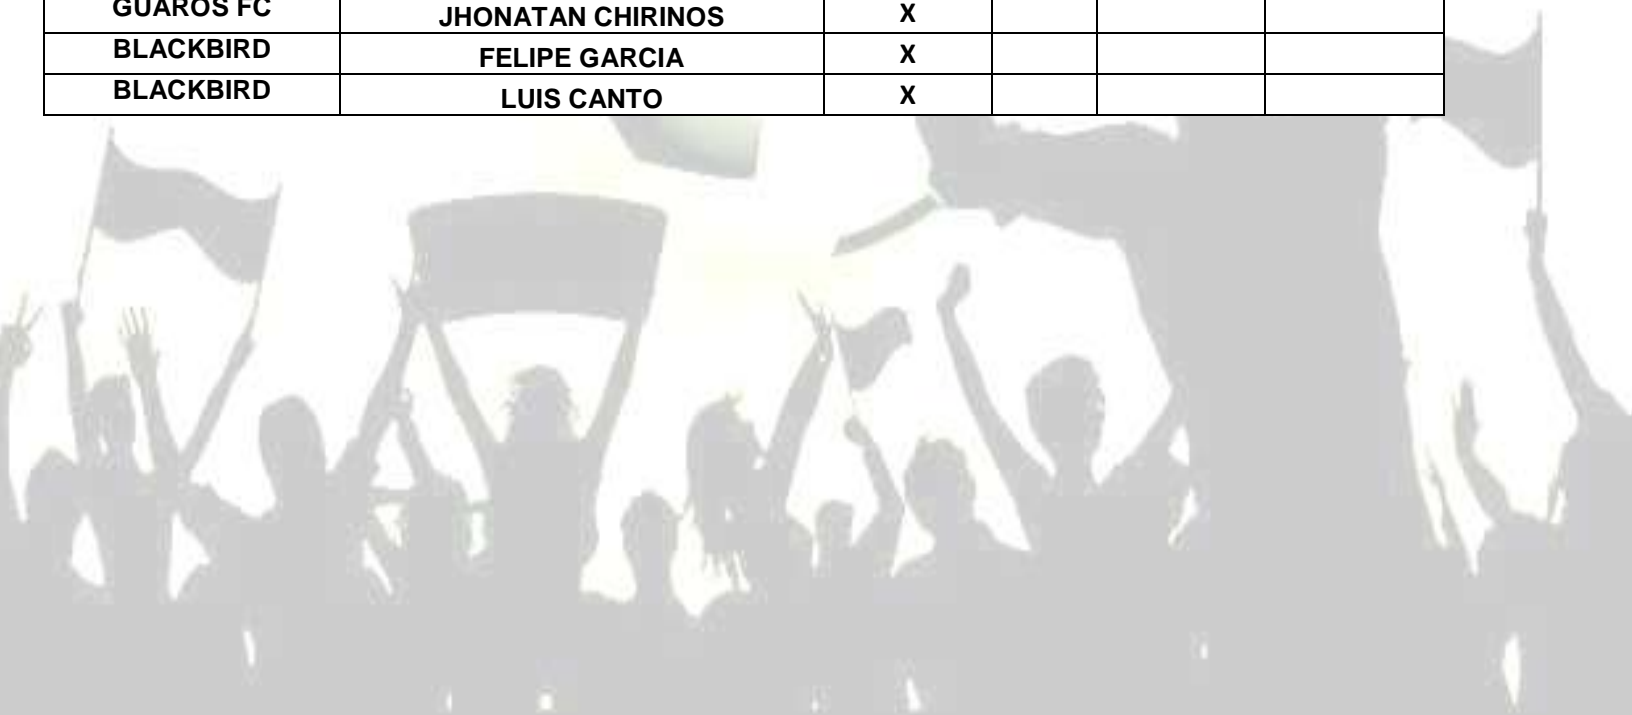 GUAROS FC JHONATAN CHIRINOS X
BLACKBIRD FELIPE GARCIA X
BLACKBIRD LUIS CANTO X